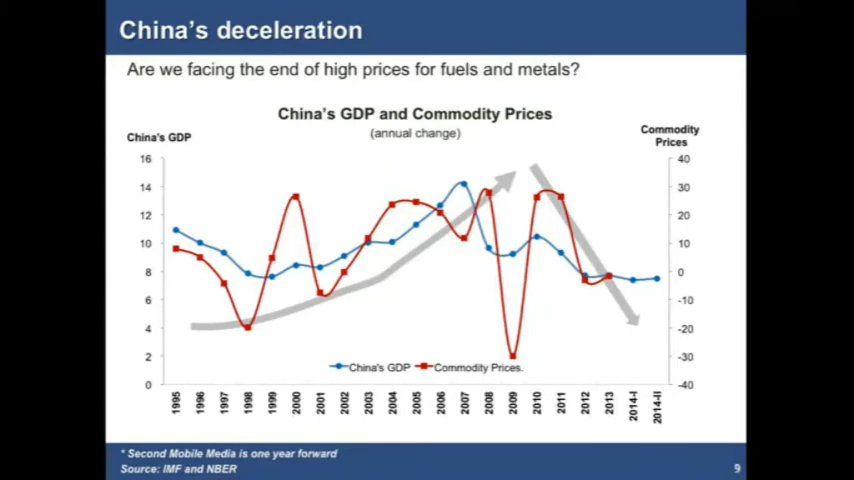 China's deceleration
Are we facing the end of high prices for fuels and metals?
China's GDP and Commodity Prices
(annual change)
China's GDP
Commodity
Prices
16
14
12
10
8
6
4
2
0
40
30
20
10
0
-10
-20
-30
-40
China's GDP
Commodity Prices.
1995
1996
1997
1998
1999
2000
2001
2002
2003
2004
2005
2006
2007
2008
2009
2010
2011
2012
2013
2014-I
2014-II
* Second Mobile Media is one year forward
Source: IMF and NBER
9